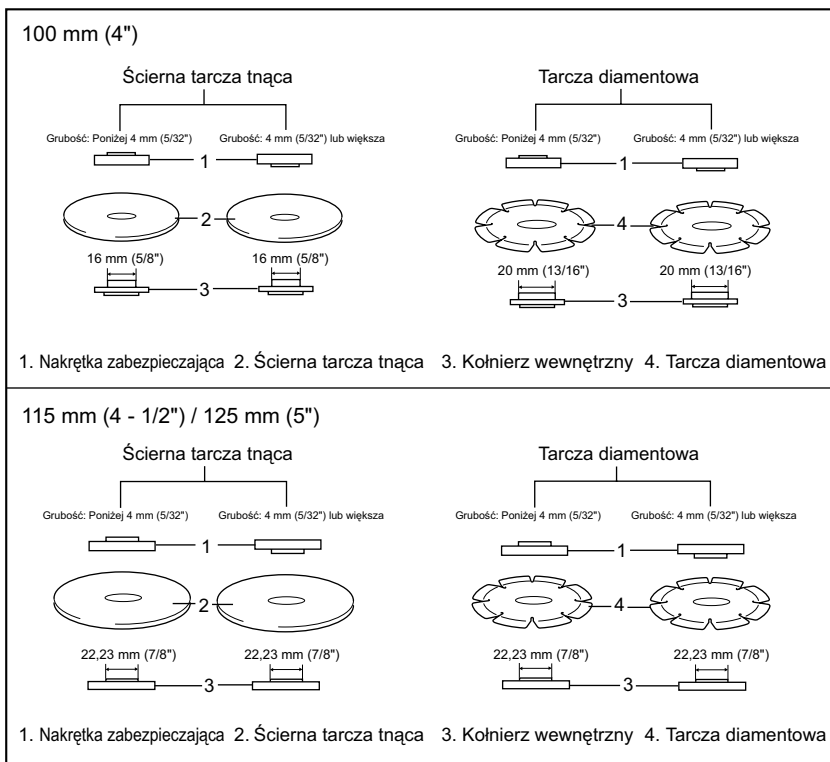 100 mm (4")
Ścierna tarcza tnąca
Tarcza diamentowa
Grubość: Poniżej 4 mm (5/32")
Grubość: 4 mm (5/32") lub większa
Grubość: Poniżej 4 mm (5/32")
Grubość: 4 mm (5/32") lub większa
1
1
2
4
16 mm (5/8")
16 mm (5/8")
20 mm (13/16")
20 mm (13/16")
3
3
1. Nakrętka zabezpieczająca 2. Ścierna tarcza tnąca 3. Kołnierz wewnętrzny 4. Tarcza diamentowa
115 mm (4 - 1/2") / 125 mm (5")
Ścierna tarcza tnąca
Tarcza diamentowa
Grubość: Poniżej 4 mm (5/32")
Grubość: 4 mm (5/32") lub większa
Grubość: Poniżej 4 mm (5/32")
Grubość: 4 mm (5/32") lub większa
1
1
2
4
22,23 mm (7/8")
22,23 mm (7/8")
22,23 mm (7/8")
22,23 mm (7/8")
3
3
1. Nakrętka zabezpieczająca 2. Ścierna tarcza tnąca 3. Kołnierz wewnętrzny 4. Tarcza diamentowa